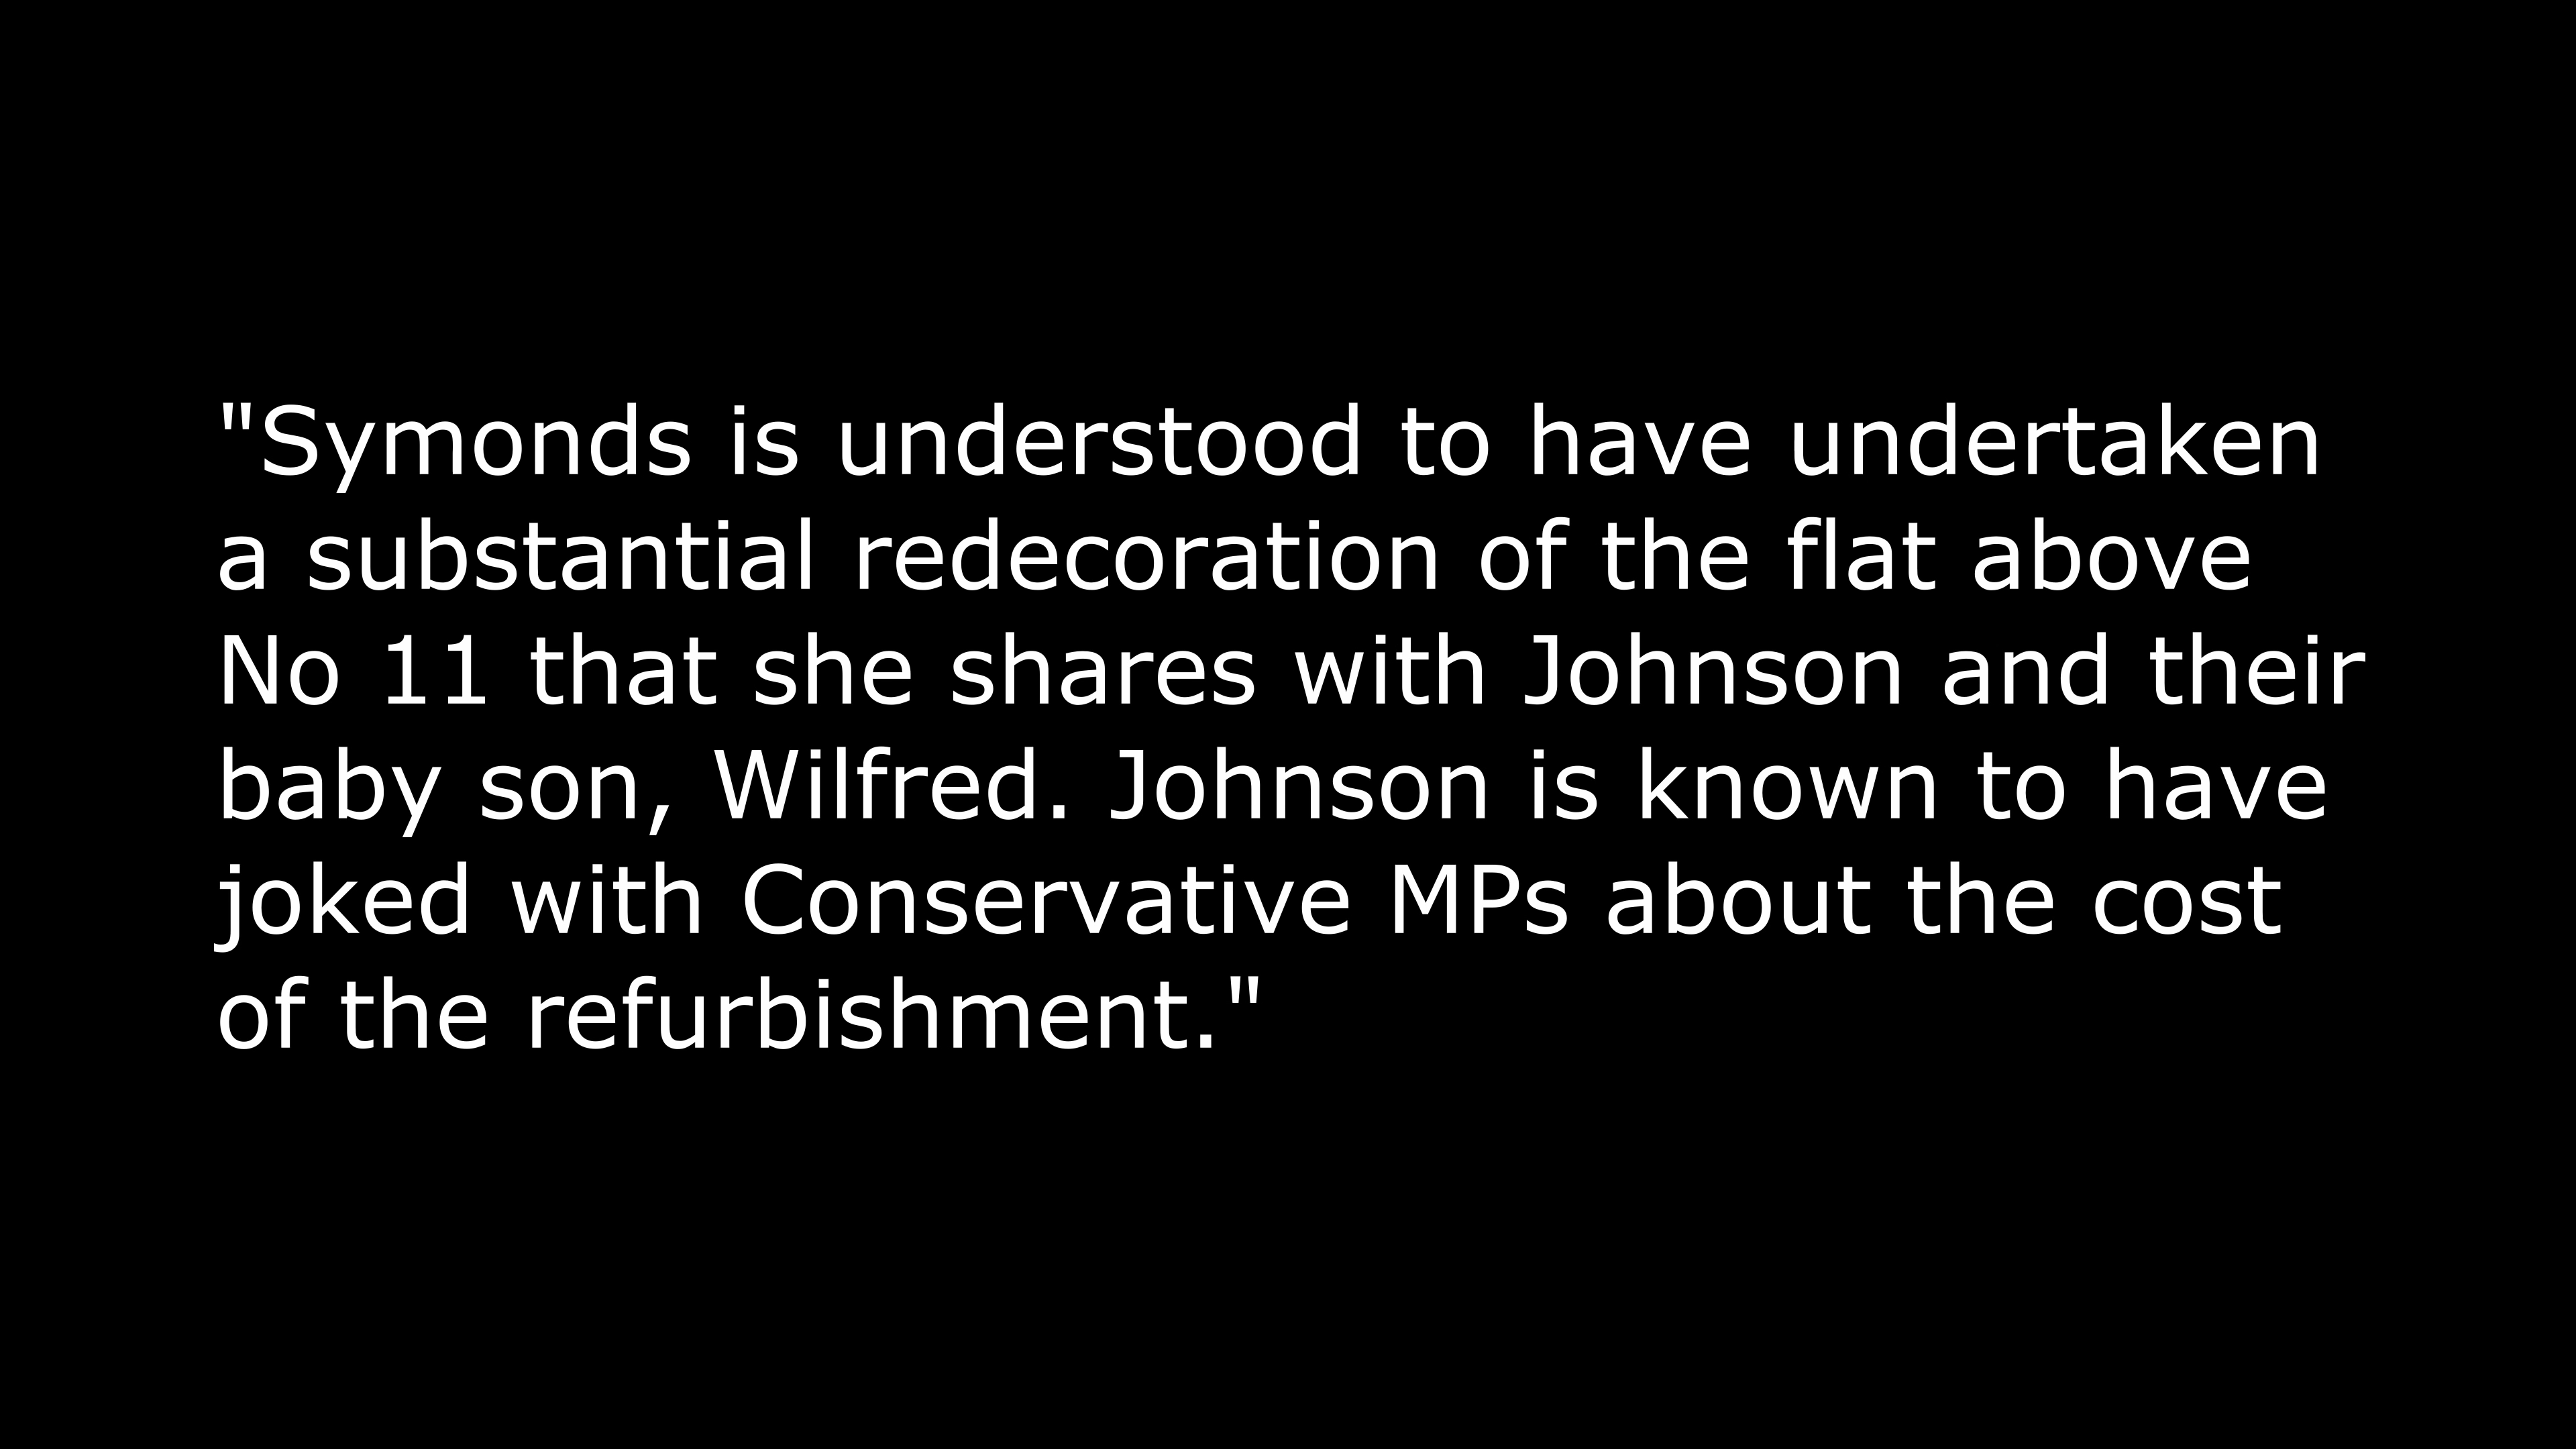 "Symonds is understood to have undertaken
a substantial redecoration of the flat above
No 11 that she shares with Johnson and their
baby son, Wilfred. Johnson is known to have
joked with Conservative MPs about the cost
of the refurbishment."